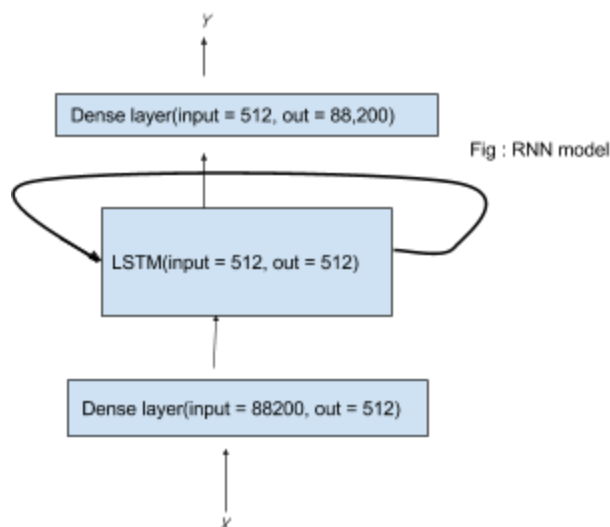 Y
Dense layer(input = 512, out = 88,200)
Fig : RNN model
LSTM(input = 512, out = 512)
Dense layer(input = 88200, out = 512)
X